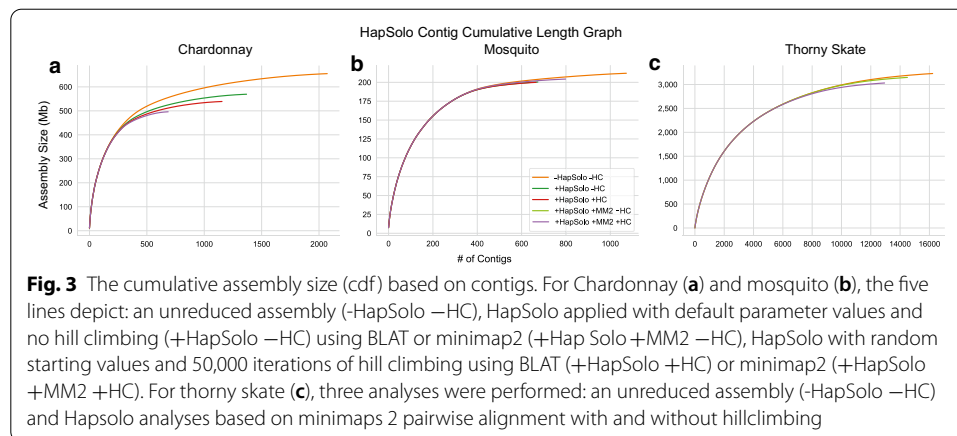 HapSolo Contig Cumulative Length Graph
Chardonnay
Mosquito
Thorny Skate
a
b
c
Assembly Size (Mb)
600
500
400
300
200
100
0
0
500
1000
1500
2000
200
175
150
125
100
75
50
25
0
0
200
400
600
800
1000
# of Contigs
-HapSolo -HC
+HapSolo -HC
+HapSolo +HC
+HapSolo +MM2 -HC
+HapSolo +MM2 +HC
3,000
2,500
2,000
1,500
1,000
500
0
0
2000
4000
6000
8000
10000
12000
14000
16000
Fig. 3 The cumulative assembly size (cdf) based on contigs. For Chardonnay (a) and mosquito (b), the five
lines depict: an unreduced assembly (-HapSolo −HC), HapSolo applied with default parameter values and
no hill climbing (+HapSolo −HC) using BLAT or minimap2 (+Hap Solo +MM2 −HC), HapSolo with random
starting values and 50,000 iterations of hill climbing using BLAT (+HapSolo +HC) or minimap2 (+HapSolo
+MM2 +HC). For thorny skate (c), three analyses were performed: an unreduced assembly (-HapSolo −HC)
and Hapsolo analyses based on minimaps 2 pairwise alignment with and without hillclimbing